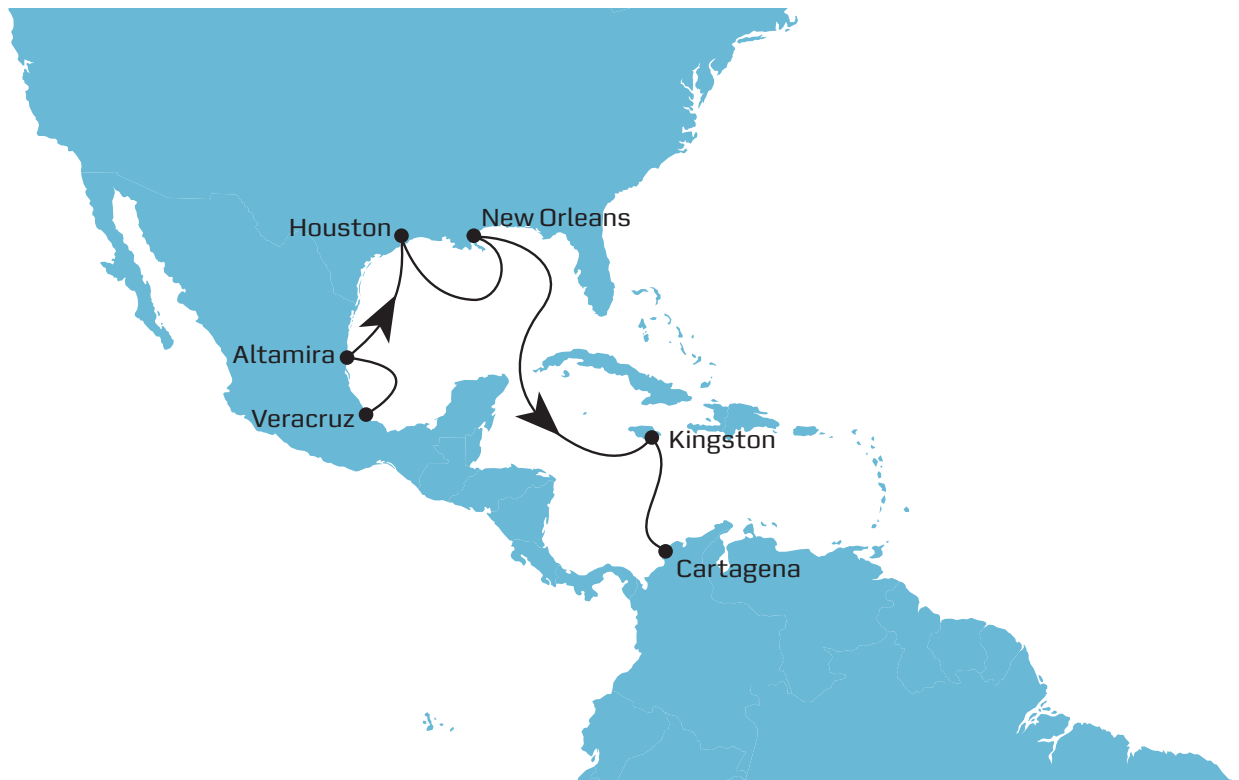 New Orleans
Houston
Altamira
Veracruz
Kingston
Cartagena